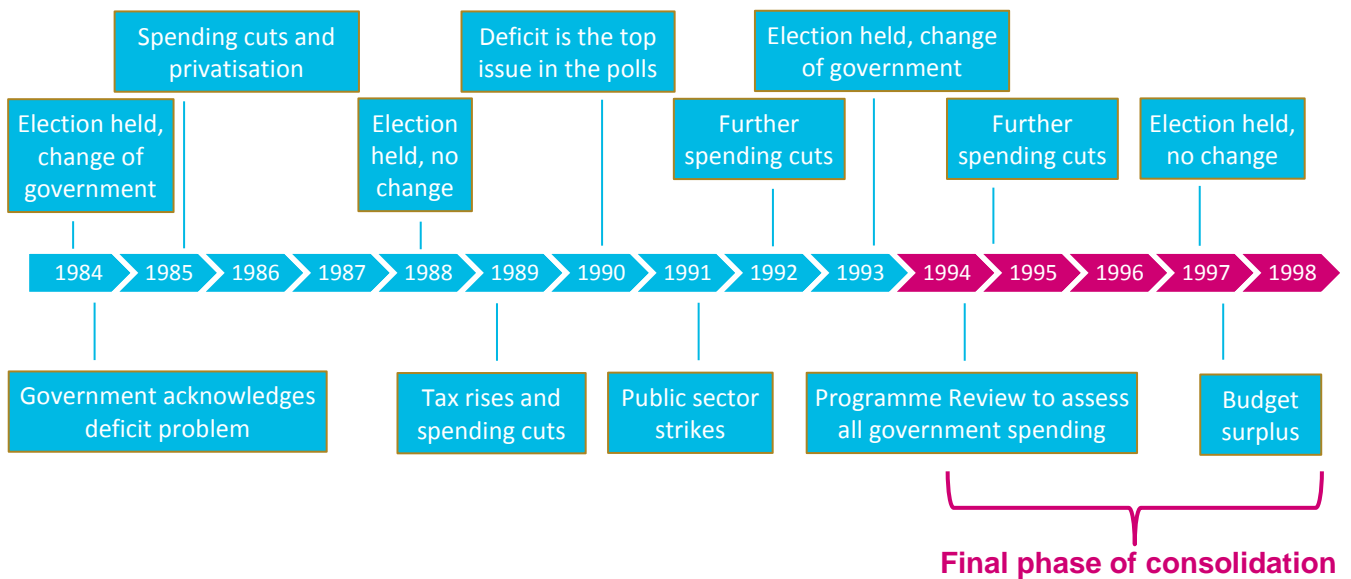 Spending cuts and
privatisation
Deficit is the top
issue in the polls
Election held, change
of government
Election held,
change of
government
Election
held, no
change
Further
spending cuts
Further
spending cuts
Election held,
no change
1984
1985
1986
1987
1988
1989
1990
1991
1992
1993
1994
1995
1996
1997
1998
Government acknowledges
deficit problem
Tax rises and
spending cuts
Public sector
strikes
Programme Review to assess
all government spending
Budget
surplus
Final phase of consolidation